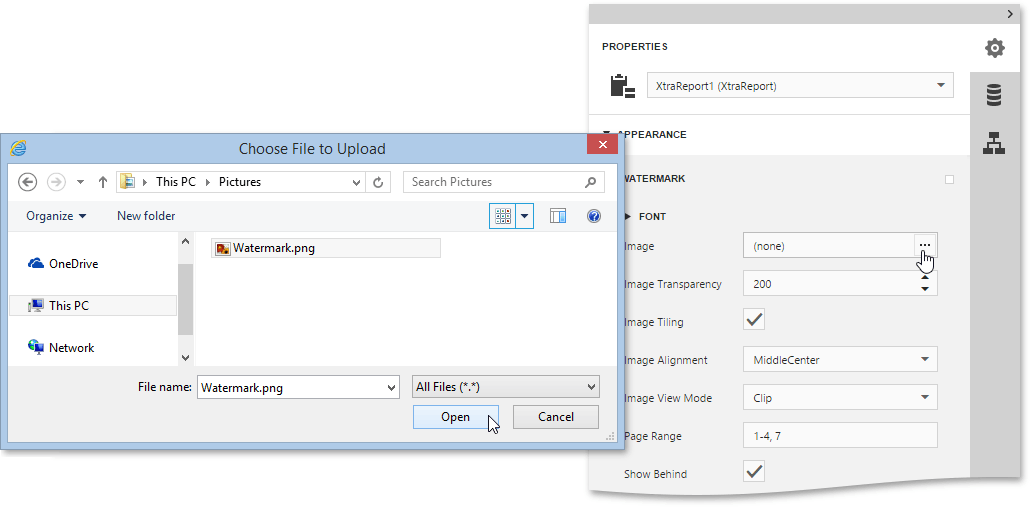 PROPERTIES
XtraReport1 (XtraReport)
APPEARANCE
WATERMARK
FONT
Image (none) ...
Image Transparency 200
Image Tiling
Image Alignment MiddleCenter
Image View Mode Clip
Page Range 1-4, 7
Show Behind
Choose File to Upload
This PC Pictures Search Pictures
Organize New folder
OneDrive
This PC
Network
Watermark.png
File name: Watermark.png All Files (*.*)
Open Cancel